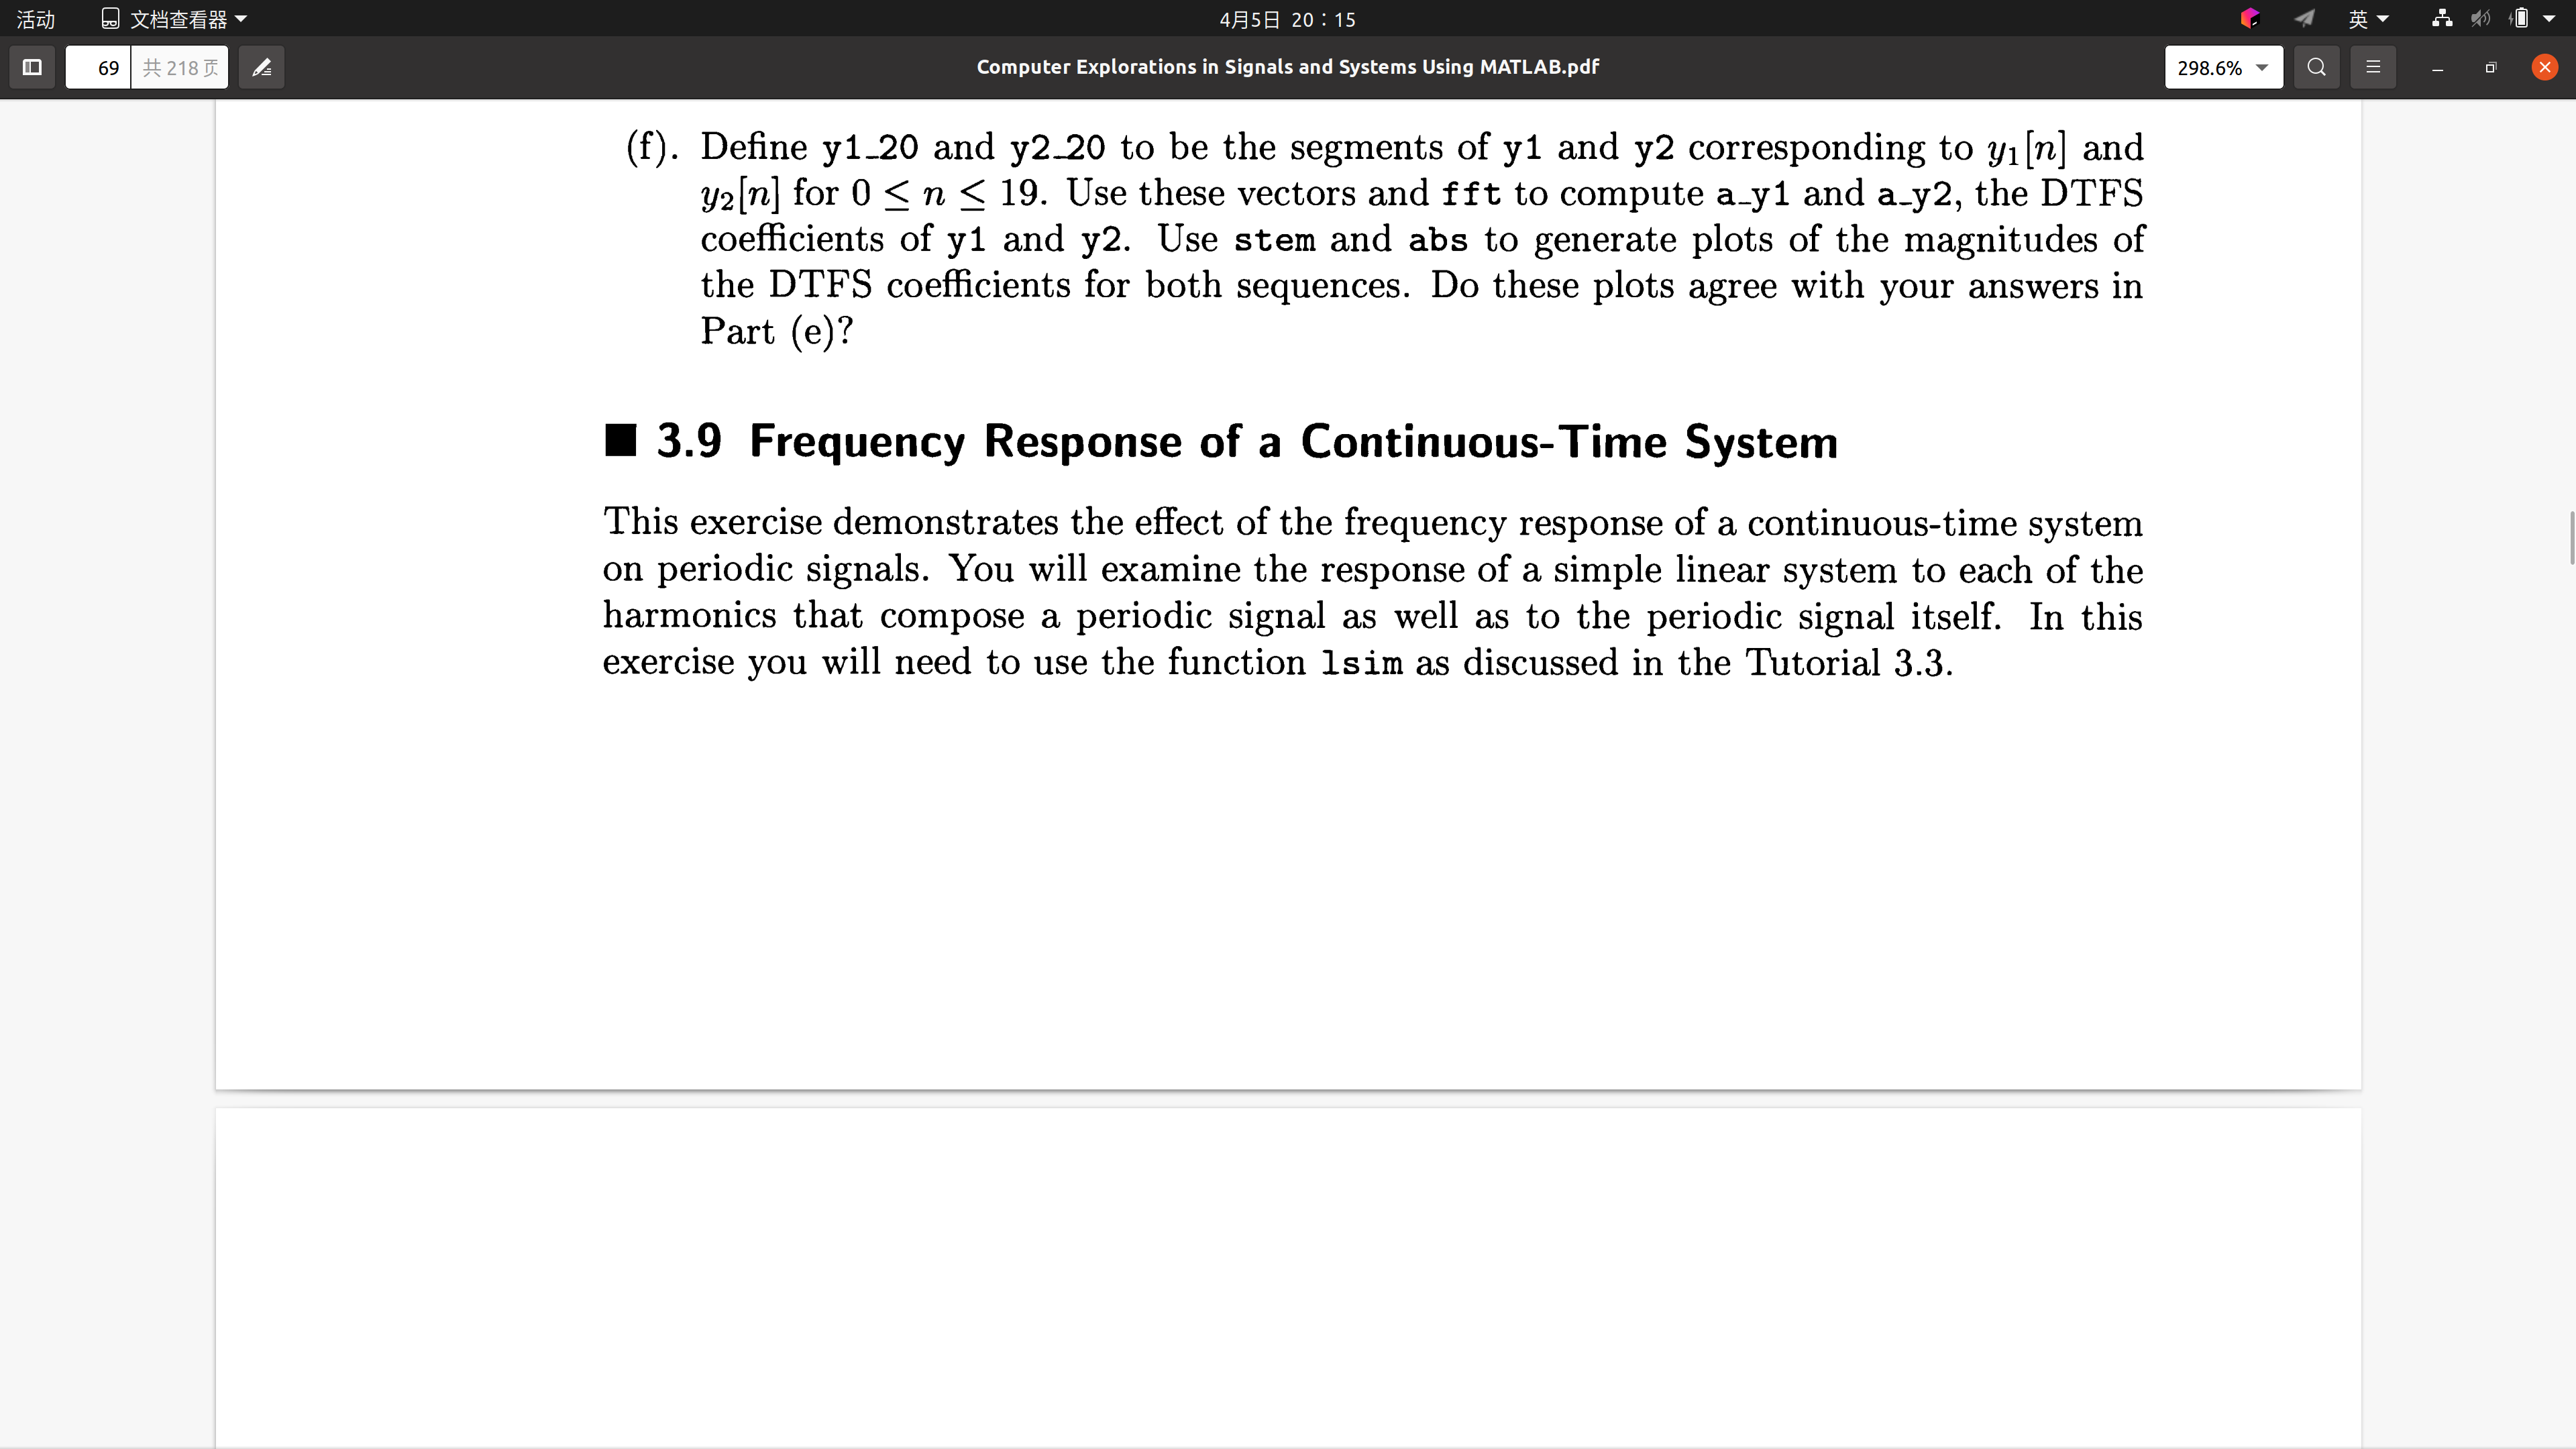 活动 文档查看器 4月5日 20：15 英
69 共 218 页 Computer Explorations in Signals and Systems Using MATLAB.pdf 298.6%
(f). Define y1_20 and y2_20 to be the segments of y1 and y2 corresponding to y₁[n] and
y₂[n] for 0 ≤ n ≤ 19. Use these vectors and fft to compute a_y1 and a_y2, the DTFS
coefficients of y1 and y2. Use stem and abs to generate plots of the magnitudes of
the DTFS coefficients for both sequences. Do these plots agree with your answers in
Part (e)?
■ 3.9 Frequency Response of a Continuous-Time System
This exercise demonstrates the effect of the frequency response of a continuous-time system
on periodic signals. You will examine the response of a simple linear system to each of the
harmonics that compose a periodic signal as well as to the periodic signal itself. In this
exercise you will need to use the function lsim as discussed in the Tutorial 3.3.